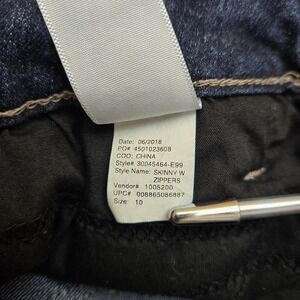 Date: 06/2018
PO# 4501023608
COO: CHINA
Style# 30045464-E99
Style Name: SKINNY W
ZIPPERS
Vendor# 1005200
UPC# 008865086887
Size: 10